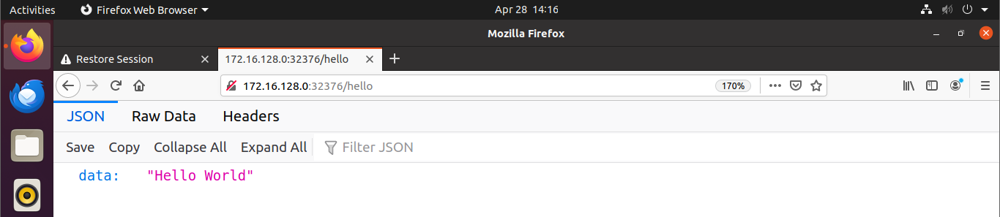 Activities Firefox Web Browser Apr 28 14:16
Mozilla Firefox
Restore Session 172.16.128.0:32376/hello
172.16.128.0:32376/hello 170%
JSON Raw Data Headers
Save Copy Collapse All Expand All Filter JSON
data: "Hello World"